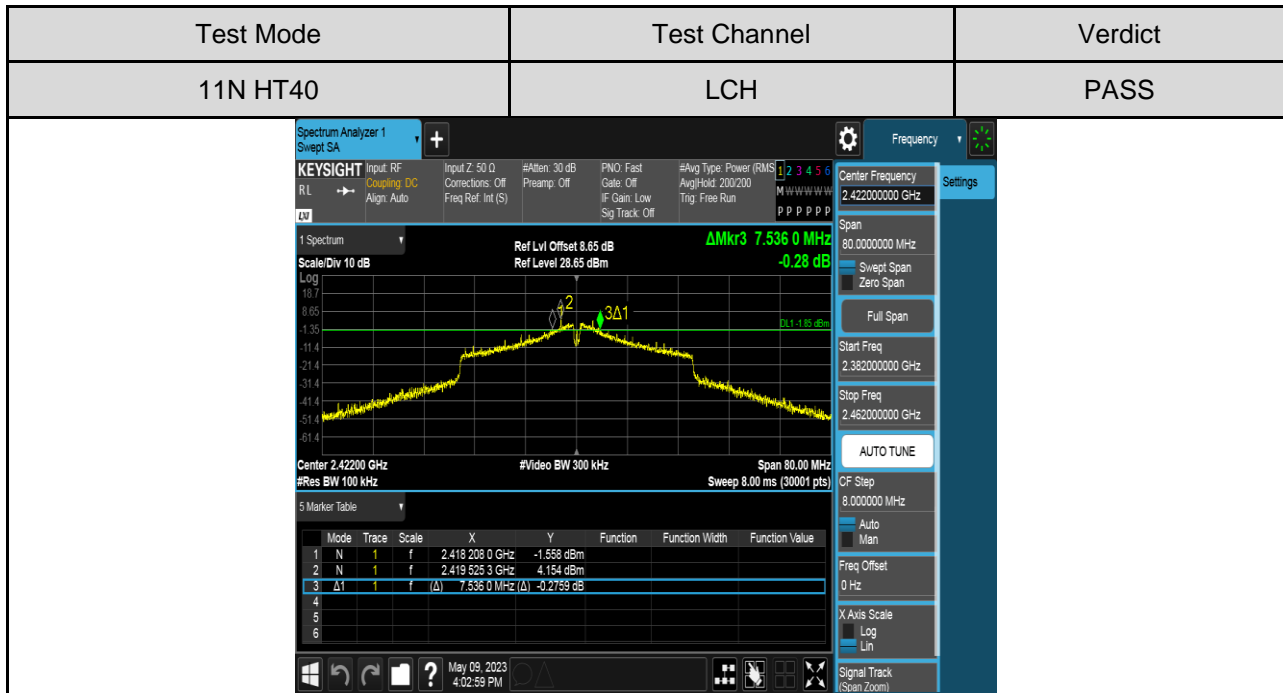 Test Mode Test Channel Verdict
11N HT40 LCH PASS
Spectrum Analyzer 1
Swept SA
+
Frequency
KEYSIGHT Input: RF Input Z: 50 Ω #Atten: 30 dB PNO: Fast #Avg Type: Power (RMS 1 2 3 4 5 6
RL Coupling: DC Corrections: Off Preamp: Off Gate: Off Avg|Hold: 200/200 M W W W W W
Align: Auto Freq Ref: Int (S) IF Gain: Low Trig: Free Run
LXI Sig Track: Off P P P P P P
1 Spectrum Ref Lvl Offset 8.65 dB ΔMkr3 7.536 0 MHz
Scale/Div 10 dB Ref Level 28.65 dBm -0.28 dB
Log
18.7
8.65
-1.35
-11.4
-21.4
-31.4
-41.4
-51.4
-61.4
2
3Δ1
DL1 -1.85 dBm
Center 2.42200 GHz #Video BW 300 kHz Span 80.00 MHz
#Res BW 100 kHz Sweep 8.00 ms (30001 pts)
5 Marker Table
Mode Trace Scale X Y Function Function Width Function Value
1 N 1 f 2.418 208 0 GHz -1.558 dBm
2 N 1 f 2.419 525 3 GHz 4.154 dBm
3 Δ1 1 f (Δ) 7.536 0 MHz (Δ) -0.2759 dB
4
5
6
?
May 09, 2023
4:02:59 PM
Center Frequency
2.422000000 GHz
Settings
Span
80.0000000 MHz
Swept Span
Zero Span
Full Span
Start Freq
2.382000000 GHz
Stop Freq
2.462000000 GHz
AUTO TUNE
CF Step
8.000000 MHz
Auto
Man
Freq Offset
0 Hz
X Axis Scale
Log
Lin
Signal Track
(Span Zoom)